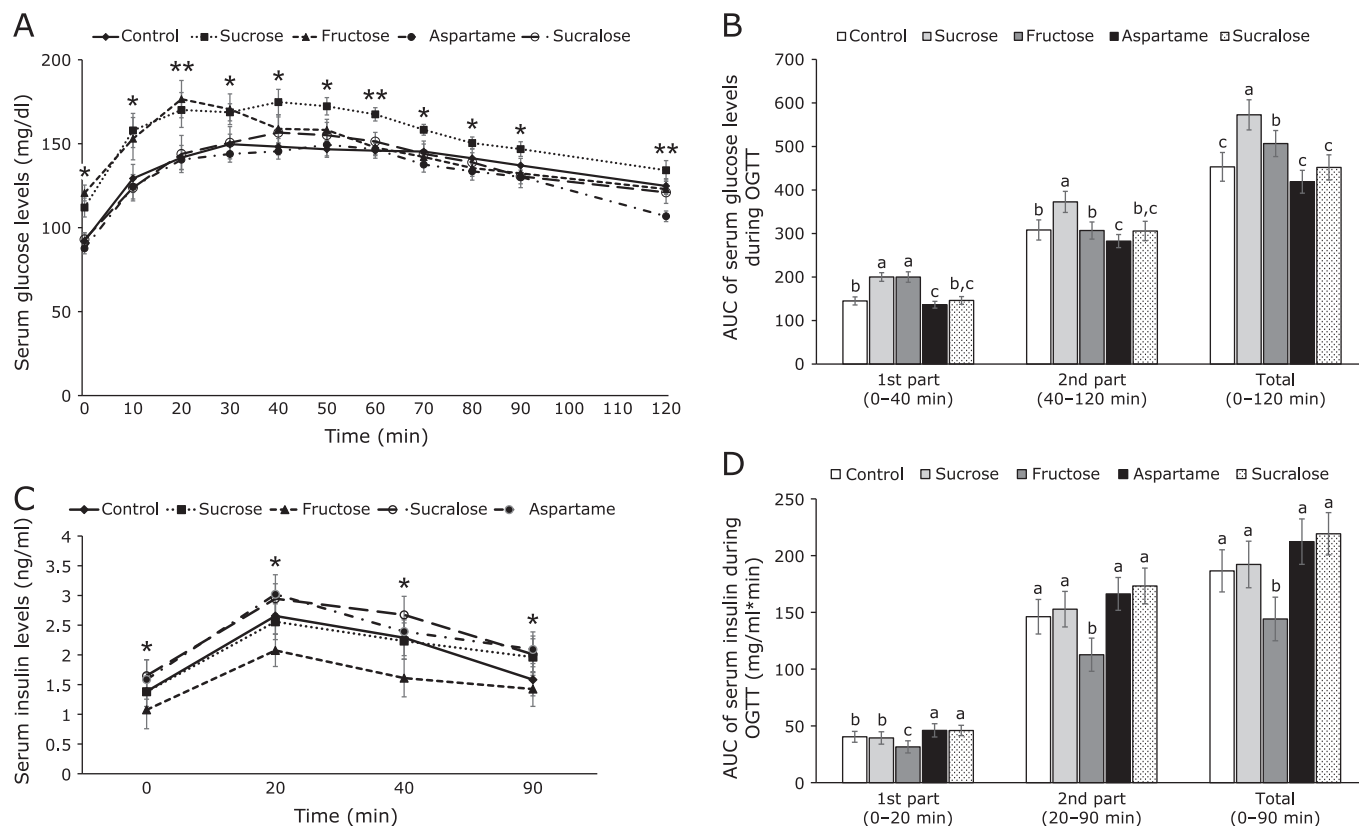 A
Control Sucrose Fructose Aspartame Sucralose
Serum glucose levels (mg/dl)
200
150
100
50
0
* * ** * * * ** * * * **
0 10 20 30 40 50 60 70 80 90 100 110 120
Time (min)
B
Control Sucrose Fructose Aspartame Sucralose
AUC of serum glucose levels
during OGTT
700
600
500
400
300
200
100
0
b a a c b,c
b a b c b,c
c a b c c
1st part
(0–40 min)
2nd part
(40–120 min)
Total
(0–120 min)
C
Control Sucrose Fructose Sucralose Aspartame
Serum insulin levels (ng/ml)
4
3.5
3
2.5
2
1.5
1
0.5
0
* * * *
0 20 40 90
Time (min)
D
Control Sucrose Fructose Aspartame Sucralose
AUC of serum insulin during
OGTT (mg/ml*min)
250
200
150
100
50
0
b b c a a
a a b a a
a a b a a
1st part
(0–20 min)
2nd part
(20–90 min)
Total
(0–90 min)